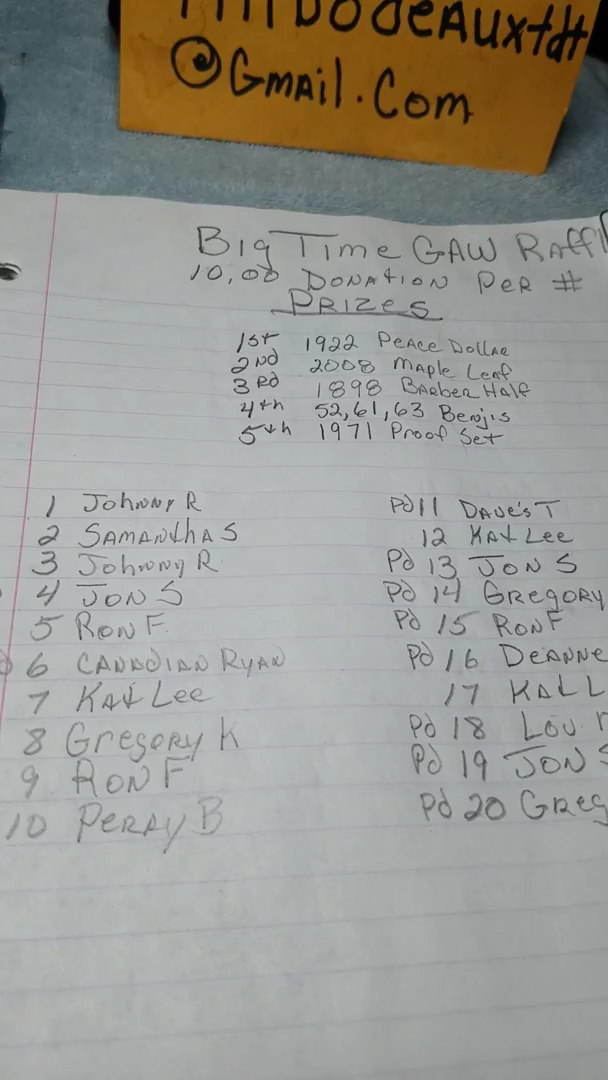 @Gmail.com
Big Time GAW Raffl
10,00 Donation Per #
Prizes
1st 1922 Peace Dollar
2nd 2008 Maple Leaf
3rd 1898 Barber Half
4th 52,61,63 Benjis
5th 1971 Proof Set
1 Johnny R
2 Samantha S
3 Johnny R
4 Jon S
5 Ron F
6 Canadian Ryan
7 Kat Lee
8 Gregory K
9 Ron F
10 Perry B
Pd 11 Dave's T
12 Kat Lee
Pd 13 Jon S
Pd 14 Gregory
Pd 15 Ron F
Pd 16 Deanne
17 Kat L
Pd 18 Lou
Pd 19 Jon S
Pd 20 Greg